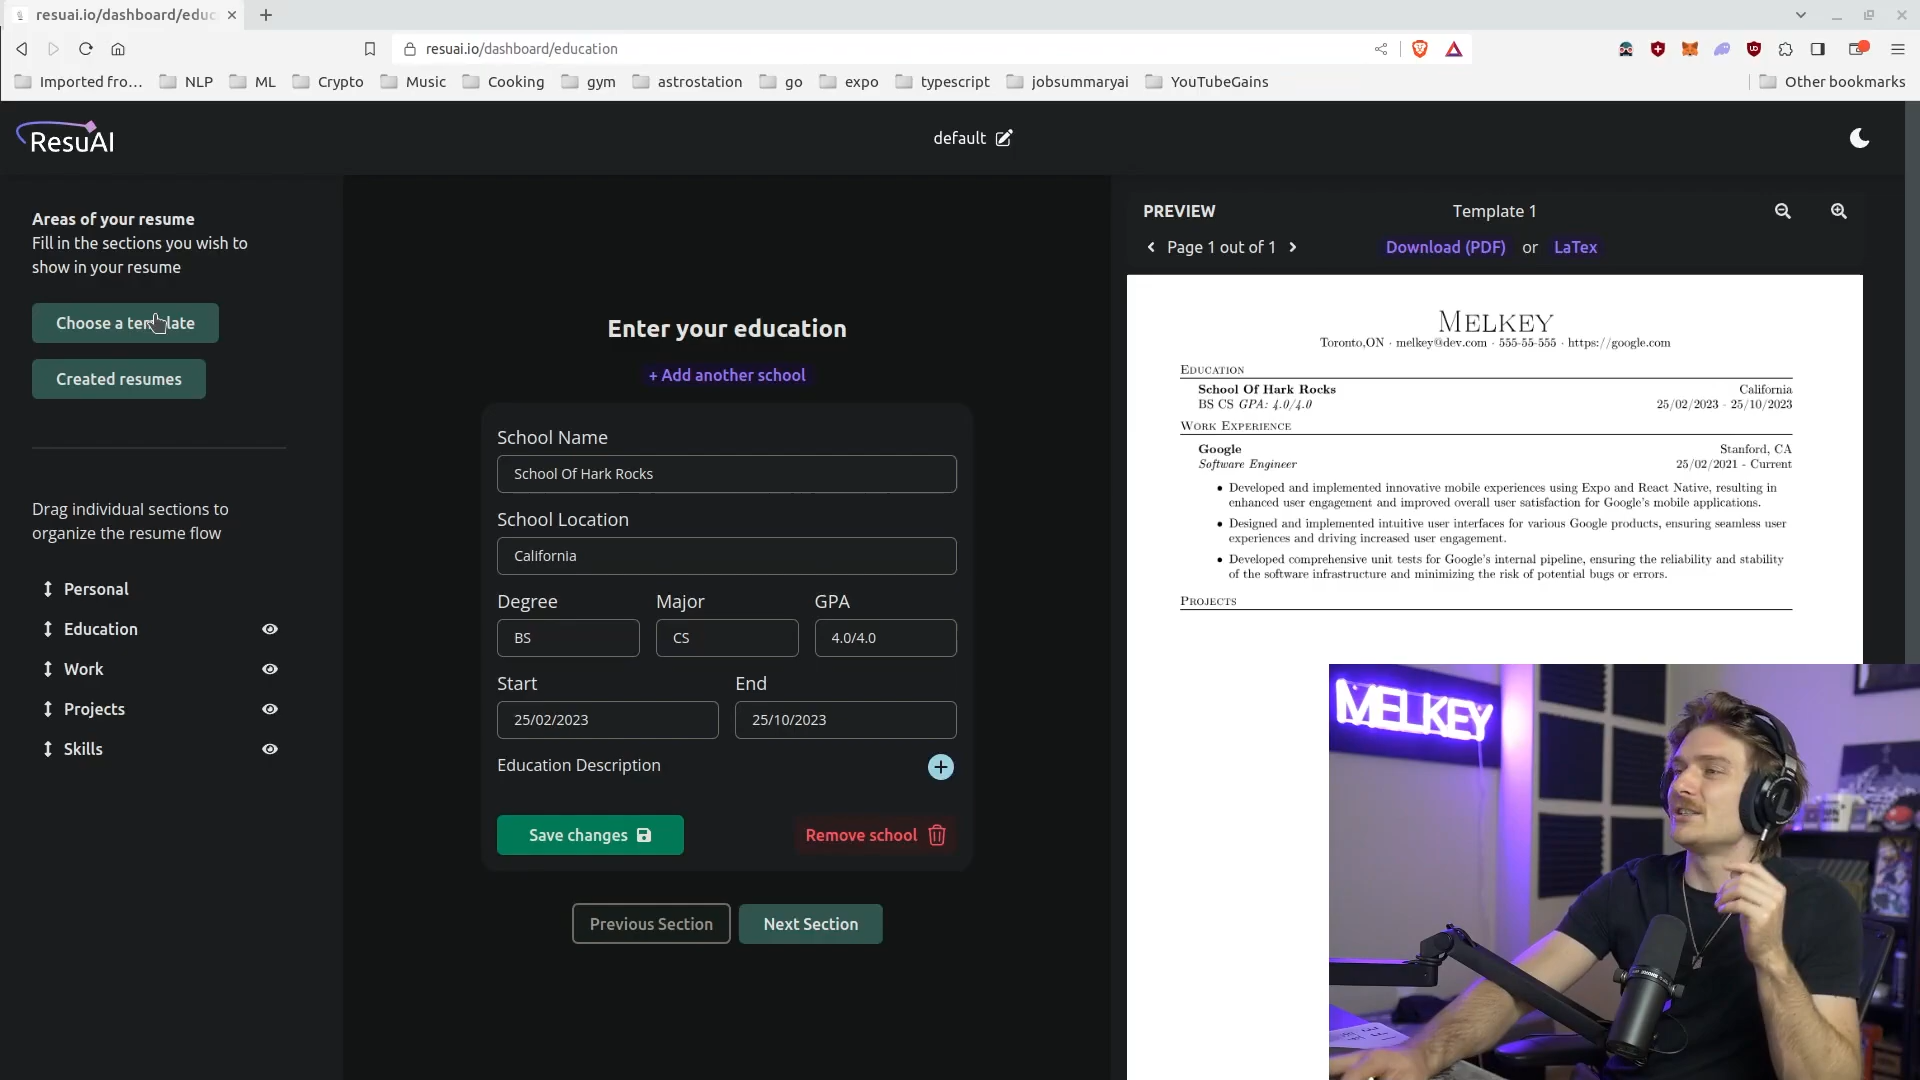 resuai.io/dashboard/educ
resuai.io/dashboard/education
Imported fro...
NLP
ML
Crypto
Music
Cooking
gym
astrostation
go
expo
typescript
jobsummaryai
YouTubeGains
Other bookmarks
ResuAI
default
Areas of your resume
Fill in the sections you wish to
show in your resume
Choose a template
Created resumes
Drag individual sections to
organize the resume flow
Personal
Education
Work
Projects
Skills
Enter your education
+ Add another school
School Name
School Of Hark Rocks
School Location
California
Degree Major GPA
BS CS 4.0/4.0
Start End
25/02/2023 25/10/2023
Education Description
Save changes
Remove school
Previous Section
Next Section
PREVIEW
Template 1
Page 1 out of 1
Download (PDF) or LaTex
MELKEY
Toronto,ON · melkey@dev.com · 555-55-555 · https://google.com
EDUCATION
School Of Hark Rocks California
BS CS GPA: 4.0/4.0 25/02/2023 - 25/10/2023
WORK EXPERIENCE
Google Stanford, CA
Software Engineer 25/02/2021 - Current
• Developed and implemented innovative mobile experiences using Expo and React Native, resulting in
enhanced user engagement and improved overall user satisfaction for Google's mobile applications.
• Designed and implemented intuitive user interfaces for various Google products, ensuring seamless user
experiences and driving increased user engagement.
• Developed comprehensive unit tests for Google's internal pipeline, ensuring the reliability and stability
of the software infrastructure and minimizing the risk of potential bugs or errors.
PROJECTS
MELKEY